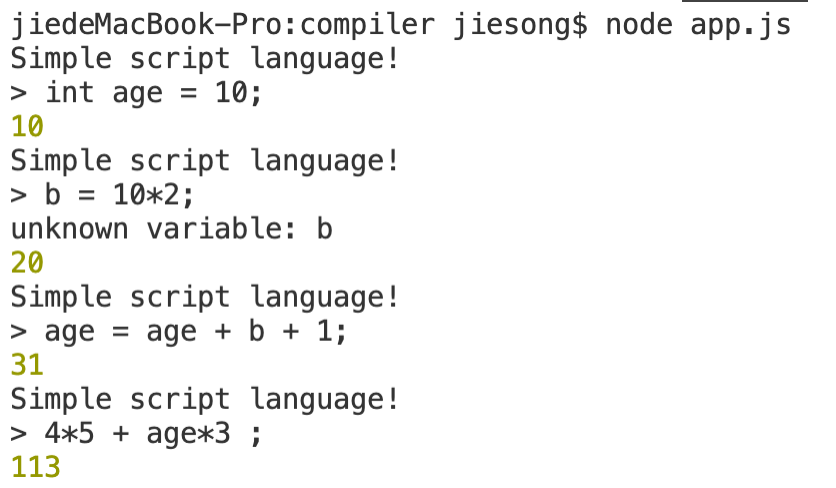 jiedeMacBook-Pro:compiler jiesong$ node app.js
Simple script language!
> int age = 10;
10
Simple script language!
> b = 10*2;
unknown variable: b
20
Simple script language!
> age = age + b + 1;
31
Simple script language!
> 4*5 + age*3 ;
113